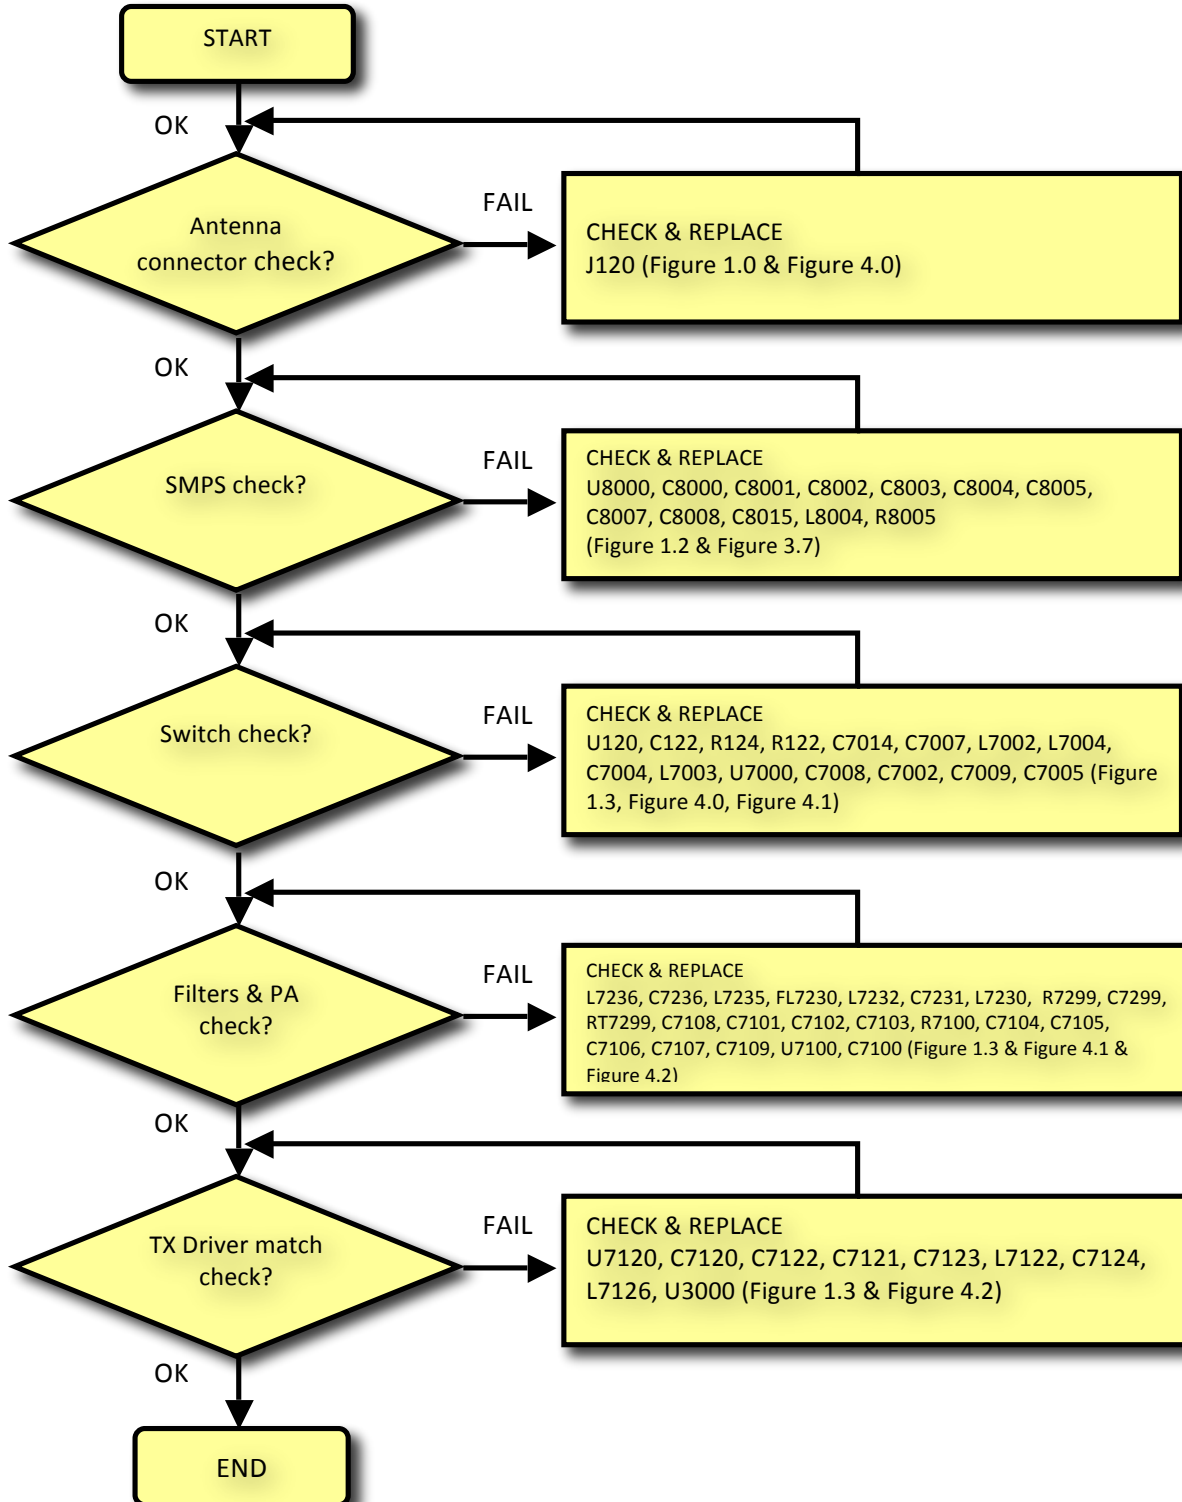 START
OK
Antenna
connector check?
FAIL
CHECK & REPLACE
J120 (Figure 1.0 & Figure 4.0)
OK
SMPS check?
FAIL
CHECK & REPLACE
U8000, C8000, C8001, C8002, C8003, C8004, C8005,
C8007, C8008, C8015, L8004, R8005
(Figure 1.2 & Figure 3.7)
OK
Switch check?
FAIL
CHECK & REPLACE
U120, C122, R124, R122, C7014, C7007, L7002, L7004,
C7004, L7003, U7000, C7008, C7002, C7009, C7005 (Figure
1.3, Figure 4.0, Figure 4.1)
OK
Filters & PA
check?
FAIL
CHECK & REPLACE
L7236, C7236, L7235, FL7230, L7232, C7231, L7230, R7299, C7299,
RT7299, C7108, C7101, C7102, C7103, R7100, C7104, C7105,
C7106, C7107, C7109, U7100, C7100 (Figure 1.3 & Figure 4.1 &
Figure 4.2)
OK
TX Driver match
check?
FAIL
CHECK & REPLACE
U7120, C7120, C7122, C7121, C7123, L7122, C7124,
L7126, U3000 (Figure 1.3 & Figure 4.2)
OK
END